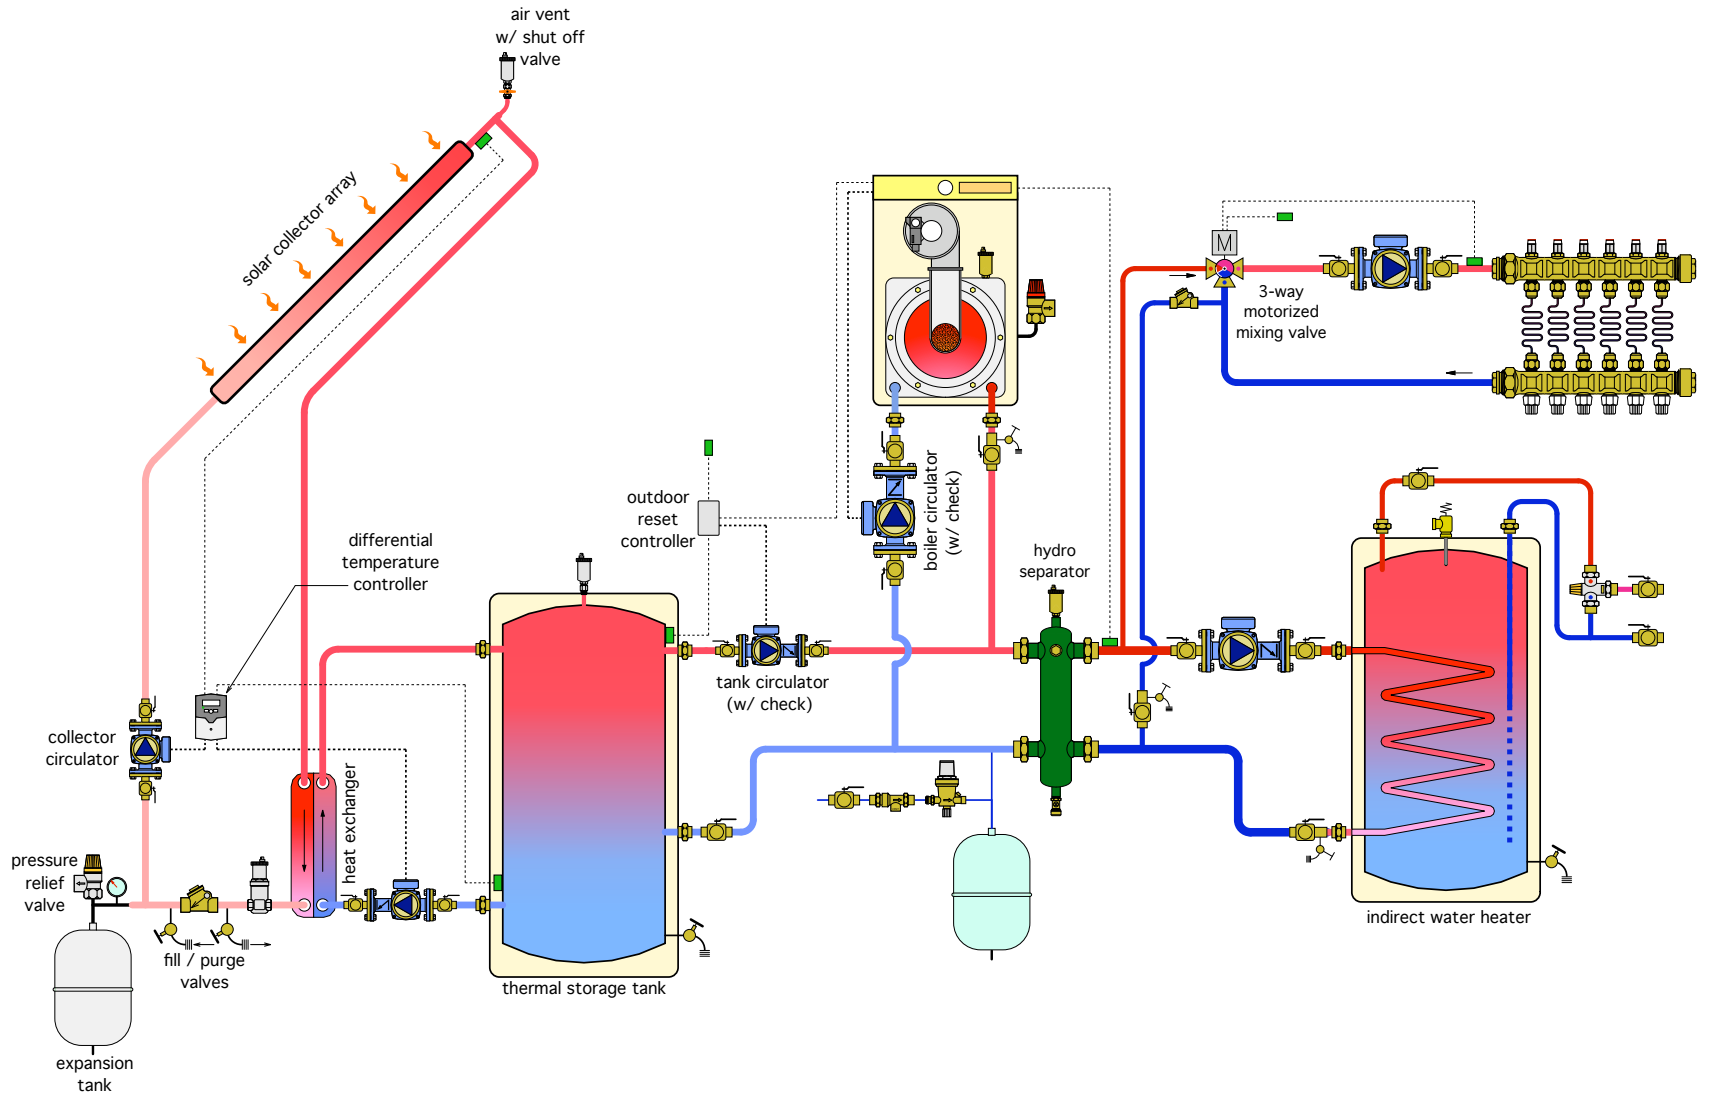 air vent
w/ shut off
valve
solar collector array
M
3-way
motorized
mixing valve
outdoor
reset
controller
boiler circulator
(w/ check)
hydro
separator
differential
temperature
controller
tank circulator
(w/ check)
collector
circulator
heat exchanger
pressure
relief
valve
fill / purge
valves
thermal storage tank
indirect water heater
expansion
tank